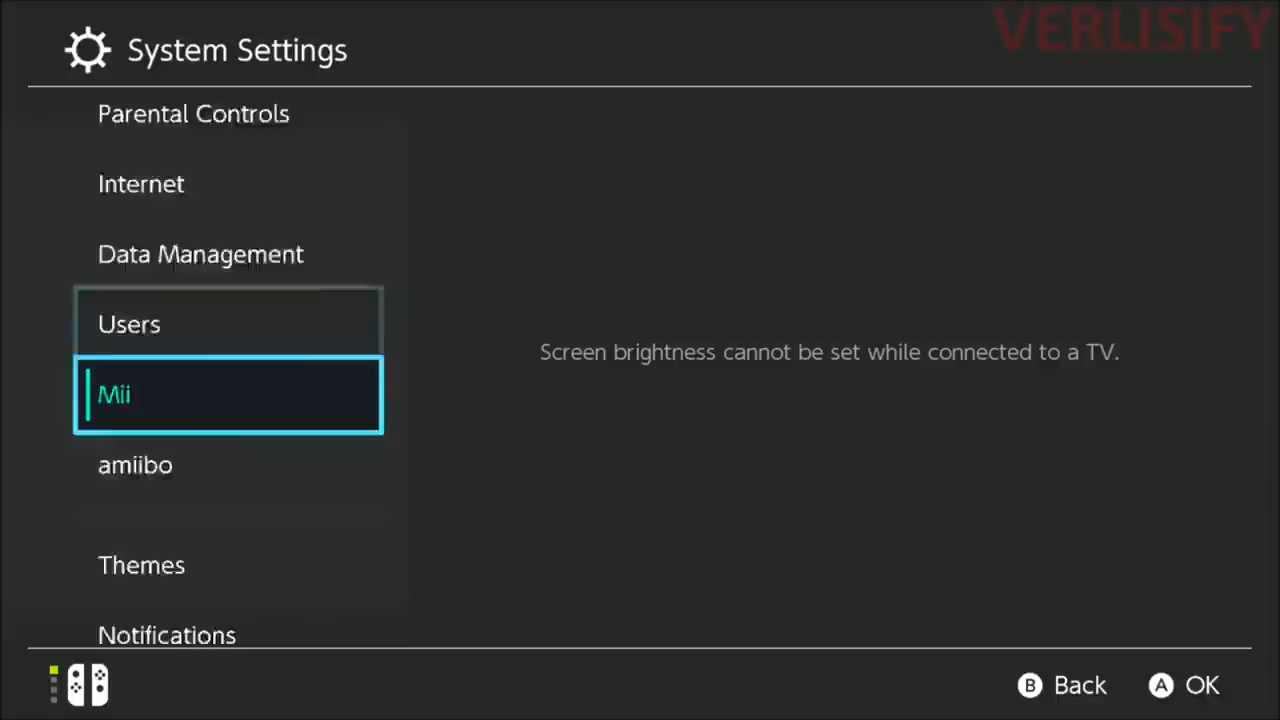 VERLISIFY
System Settings
Parental Controls
Internet
Data Management
Users
Mii
amiibo
Themes
Notifications
Screen brightness cannot be set while connected to a TV.
B Back
A OK